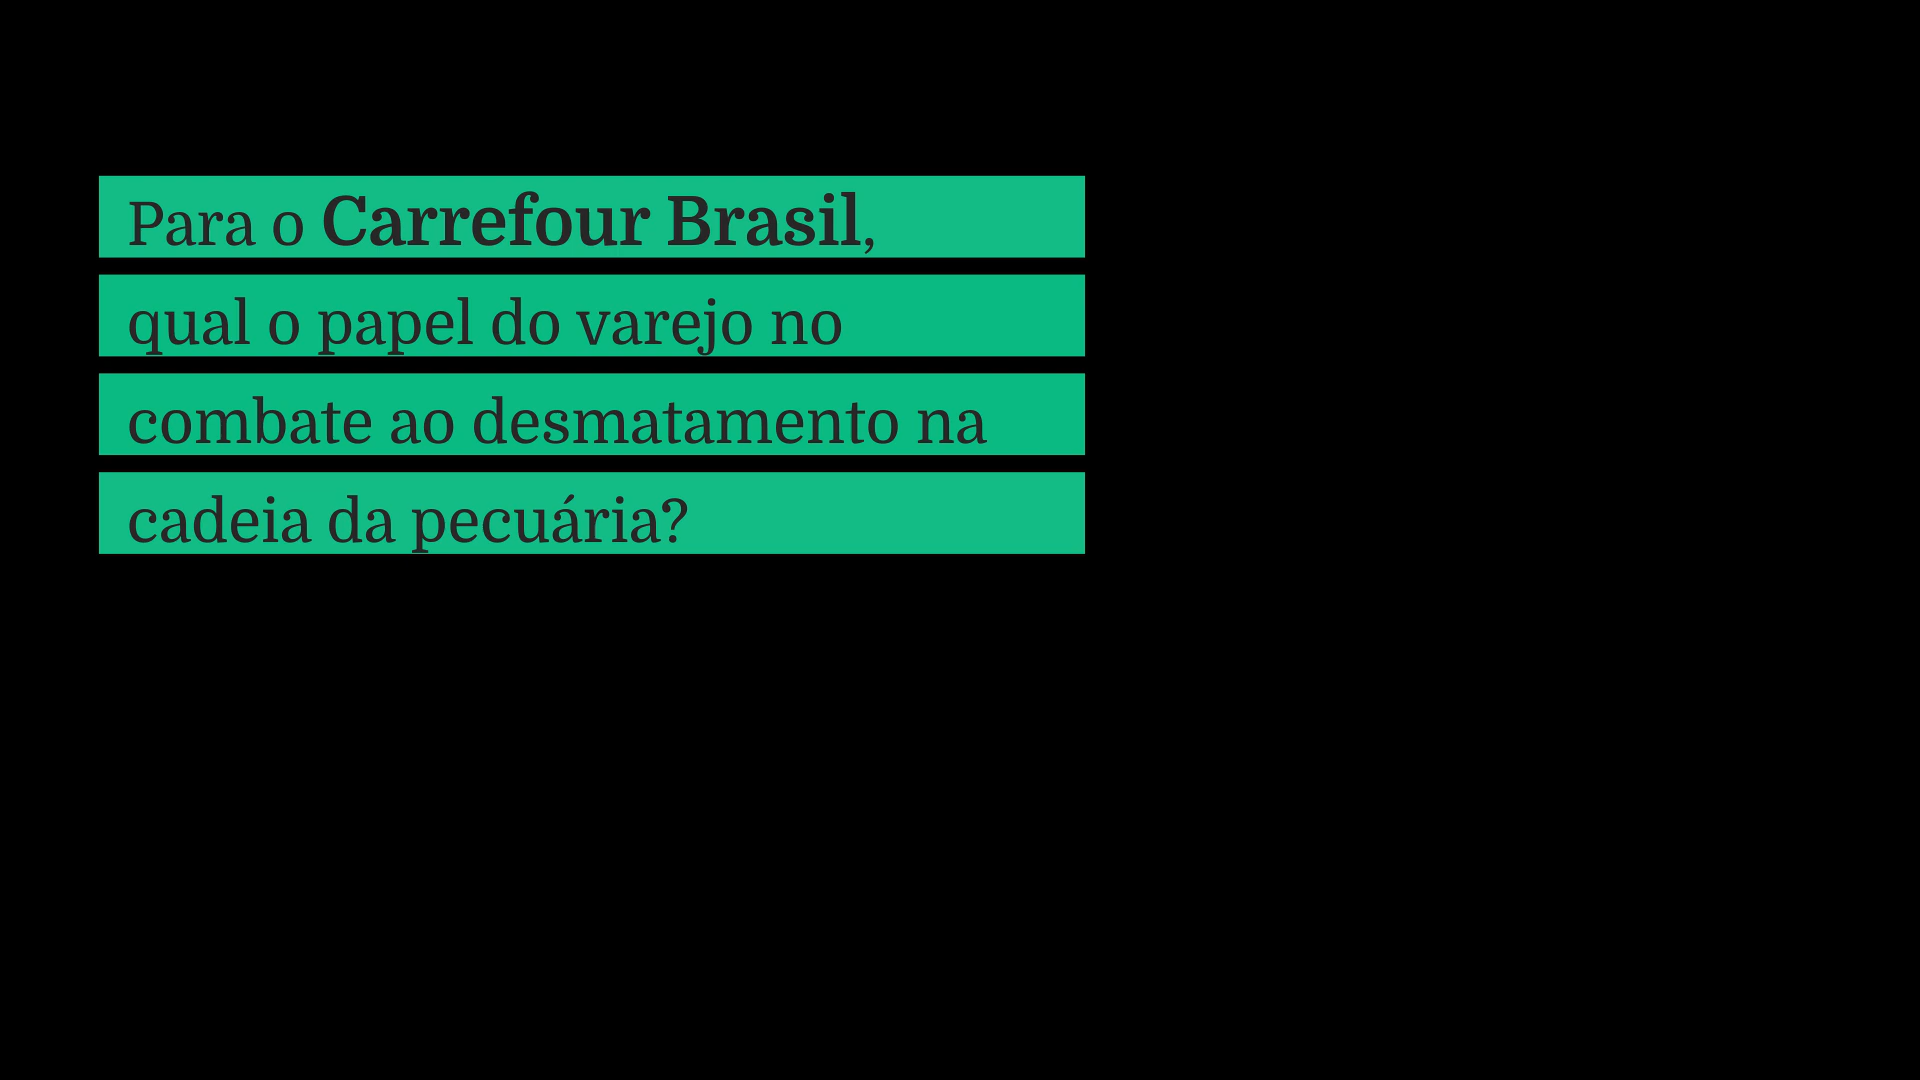 Para o Carrefour Brasil,
qual o papel do varejo no
combate ao desmatamento na
cadeia da pecuária?